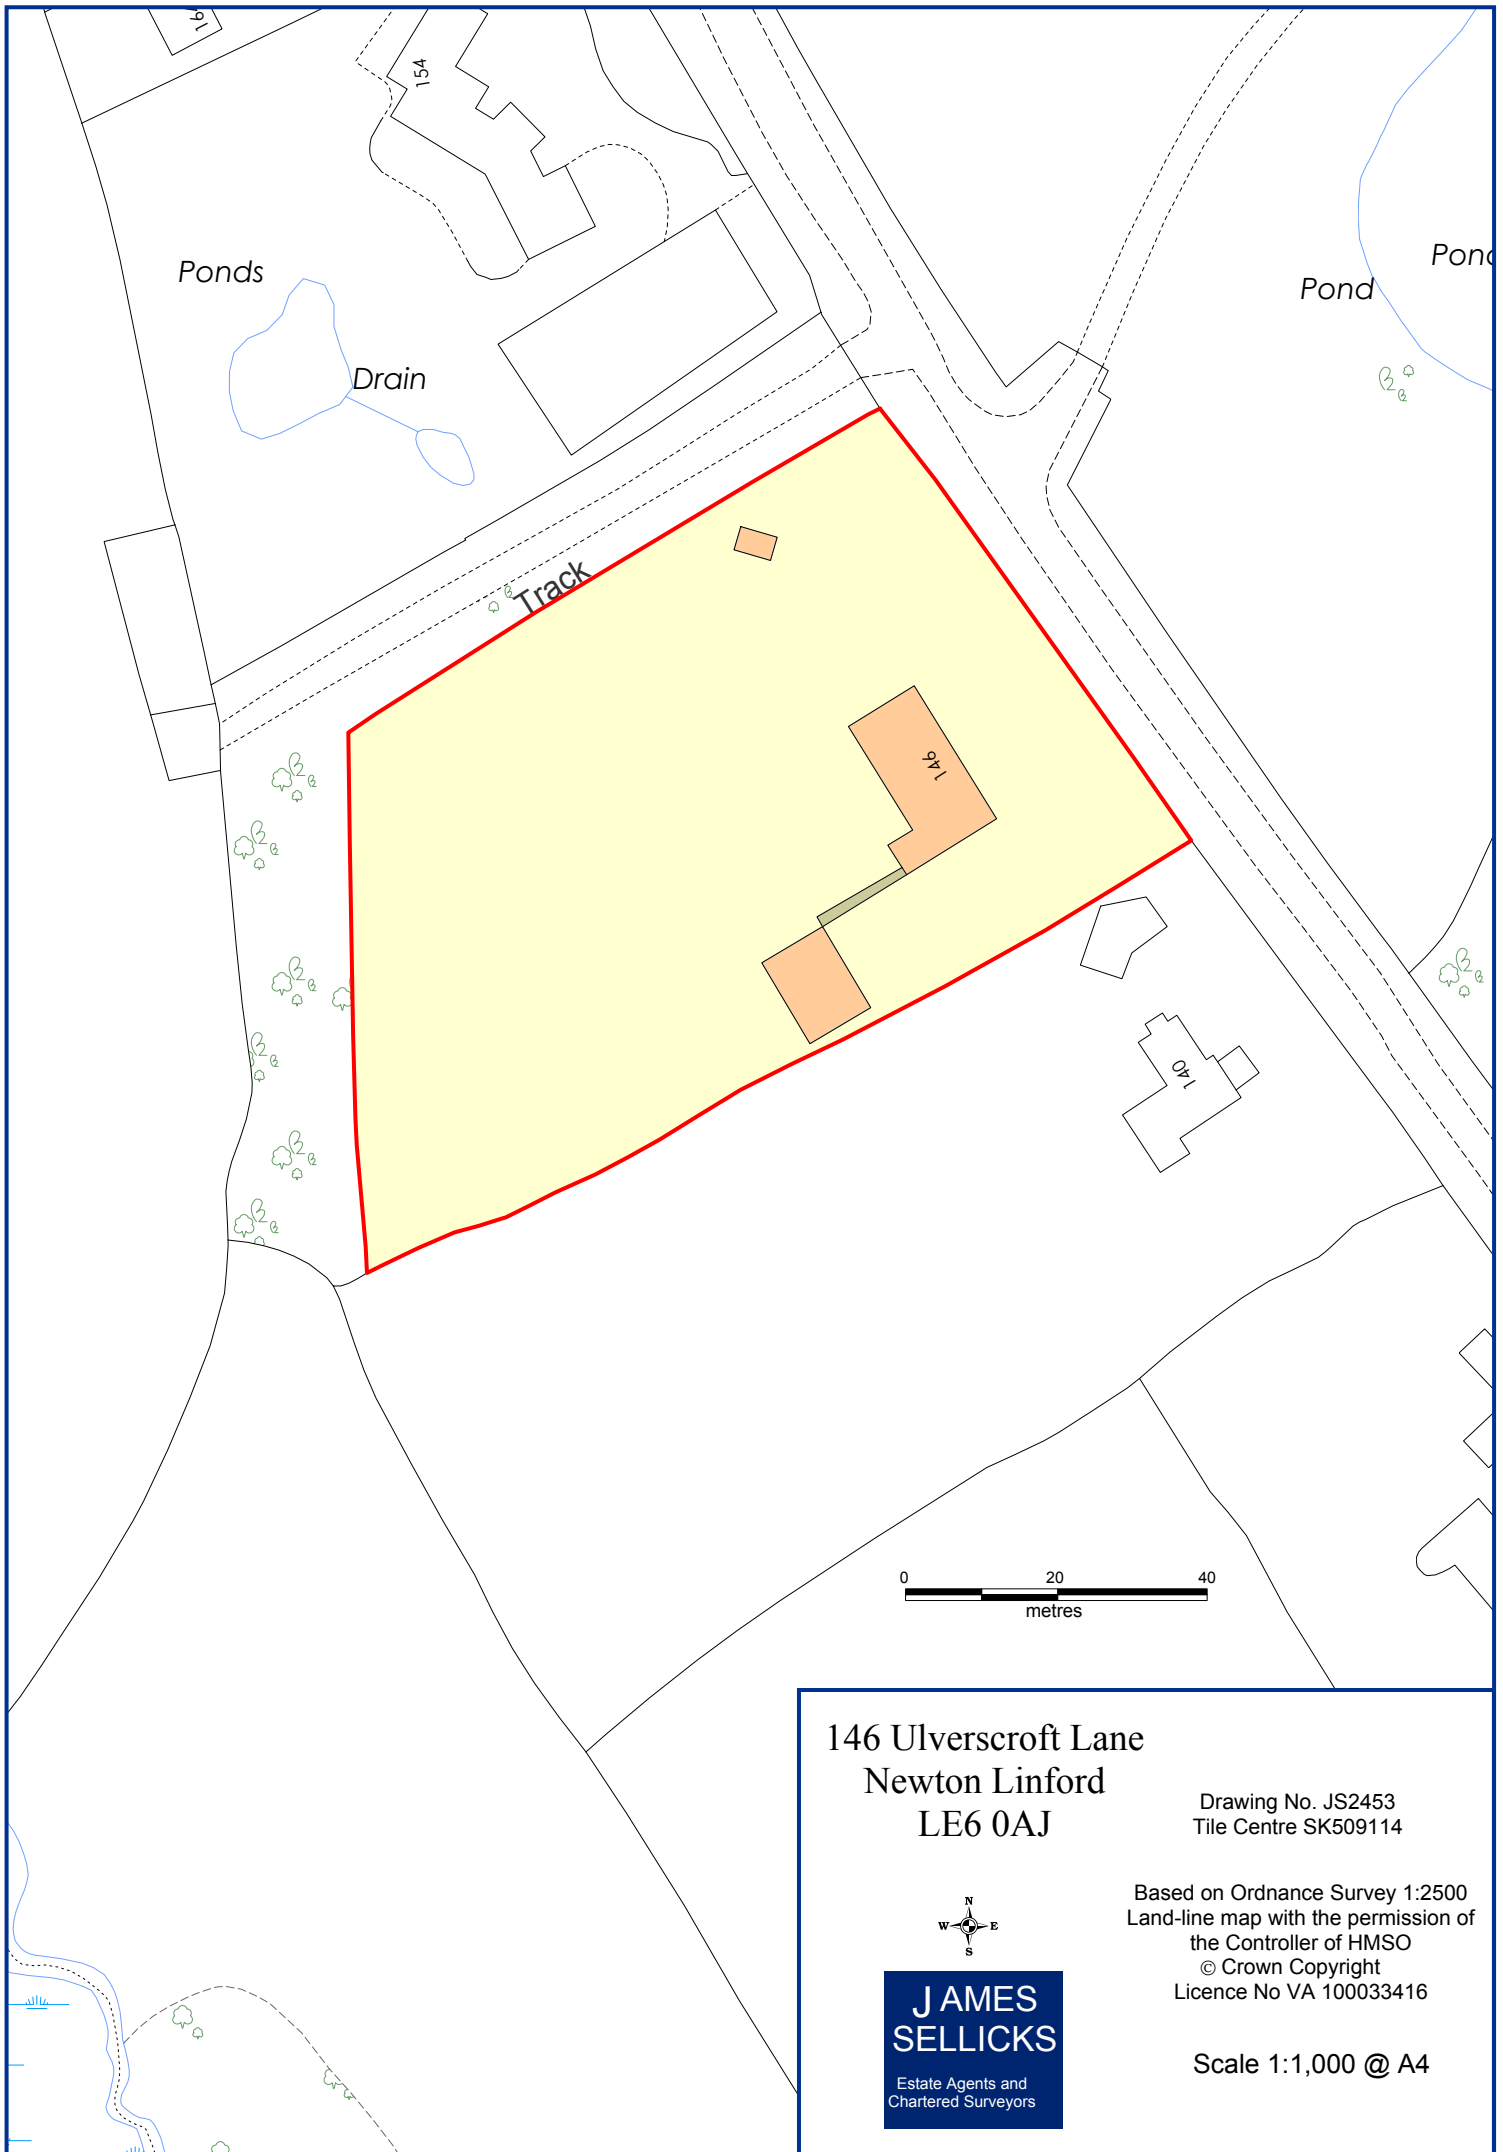 154
Ponds
Pond
Drain
Track
146
140
0 20 40
metres
146 Ulverscroft Lane
Newton Linford
LE6 0AJ
Drawing No. JS2453
Tile Centre SK509114
Based on Ordnance Survey 1:2500
Land-line map with the permission of
the Controller of HMSO
© Crown Copyright
Licence No VA 100033416
N
W E
S
JAMES
SELLICKS
Estate Agents and
Chartered Surveyors
Scale 1:1,000 @ A4